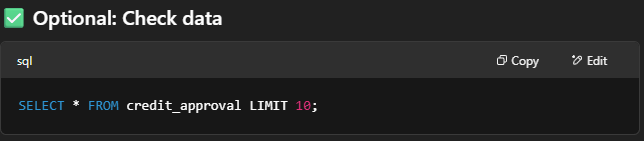 ✅ Optional: Check data
sql Copy Edit
SELECT * FROM credit_approval LIMIT 10;